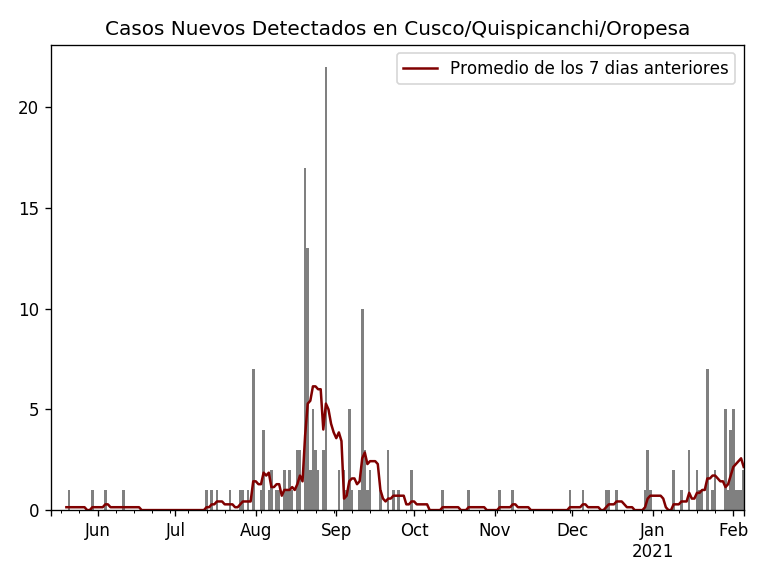 Casos Nuevos Detectados en Cusco/Quispicanchi/Oropesa
Promedio de los 7 dias anteriores
20
15
10
5
0
Jun Jul Aug Sep Oct Nov Dec Jan Feb
2021